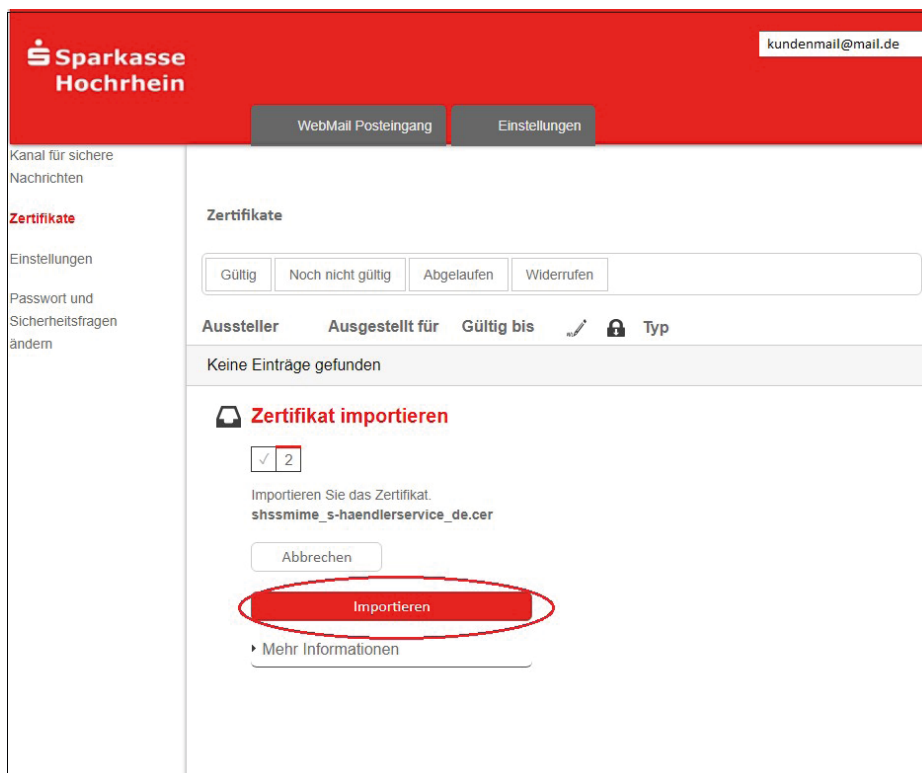 Sparkasse
Hochrhein
kundenmail@mail.de
WebMail Posteingang
Einstellungen
Kanal für sichere
Nachrichten
Zertifikate
Einstellungen
Passwort und
Sicherheitsfragen
ändern
Zertifikate
Gültig
Noch nicht gültig
Abgelaufen
Widerrufen
Aussteller
Ausgestellt für
Gültig bis
Typ
Keine Einträge gefunden
Zertifikat importieren
✓ 2
Importieren Sie das Zertifikat.
shssmime_s-haendlerservice_de.cer
Abbrechen
Importieren
Mehr Informationen